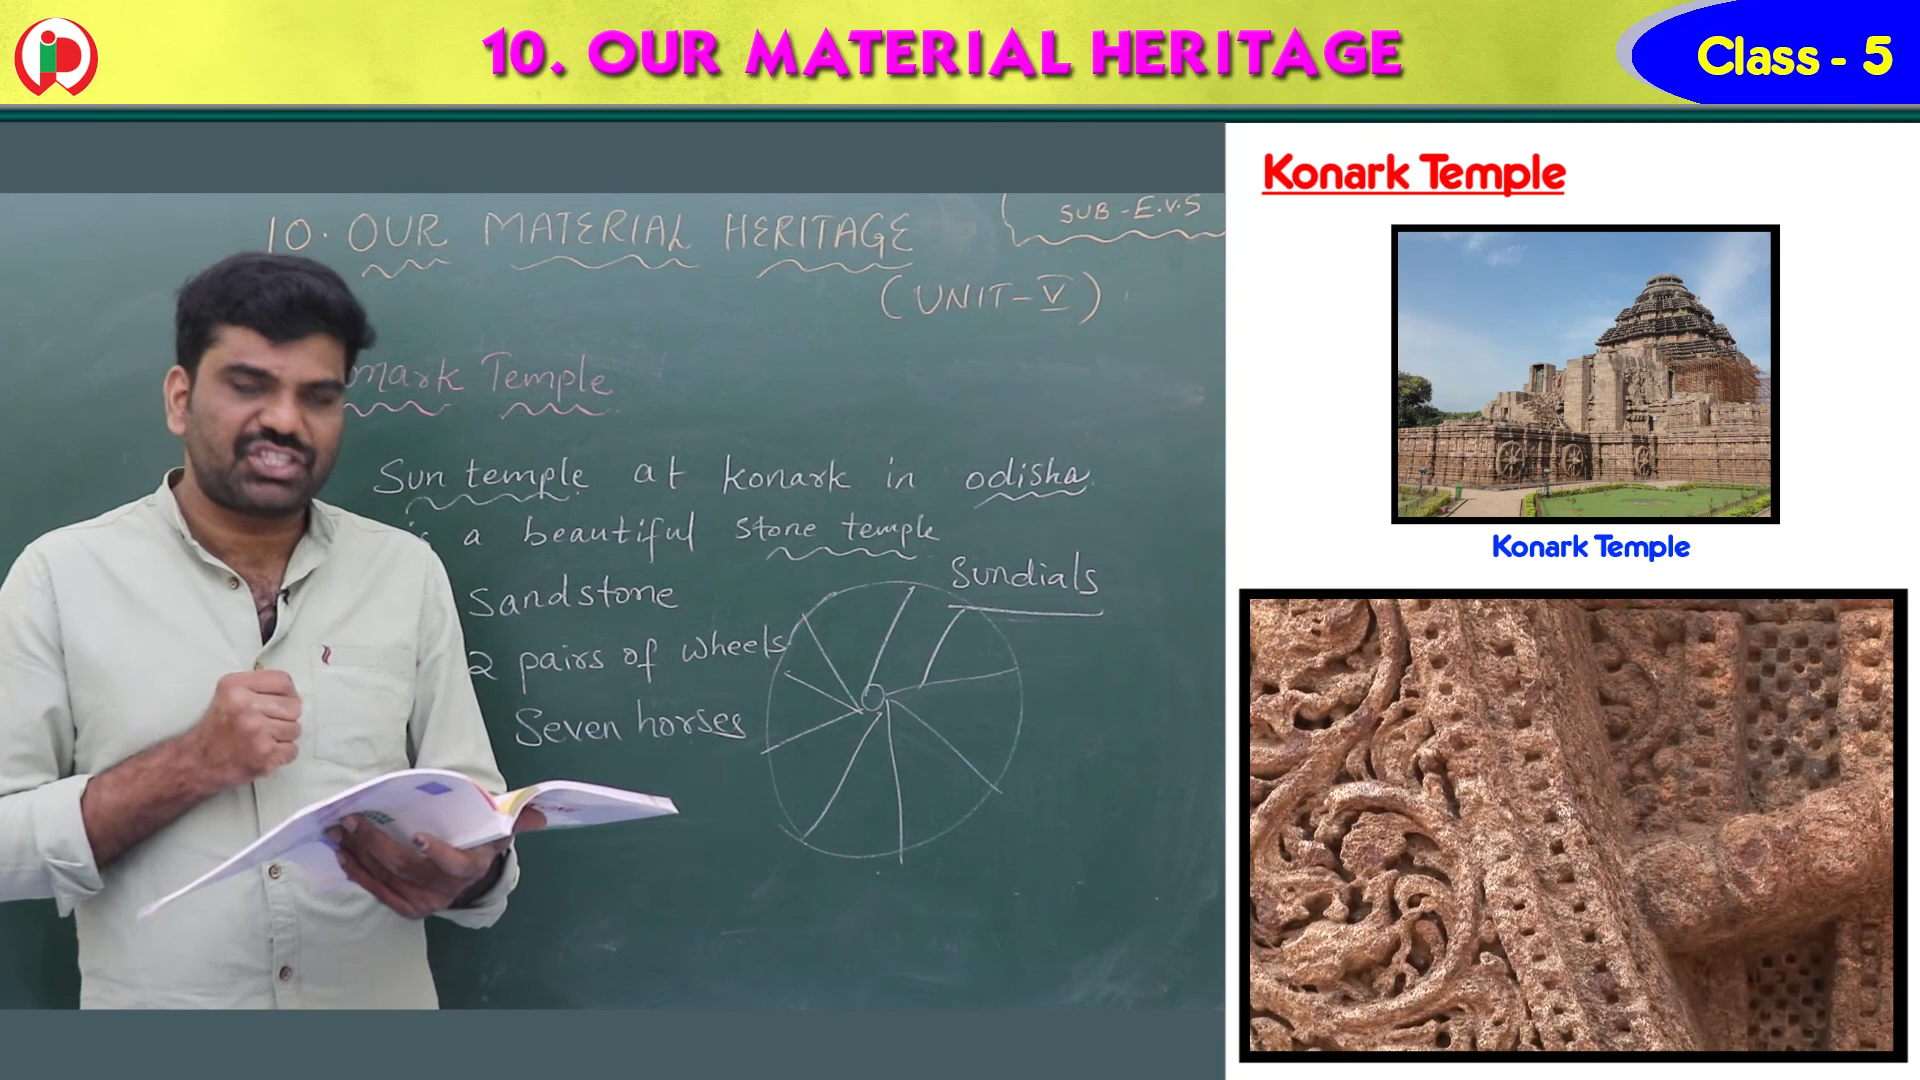 10. OUR MATERIAL HERITAGE
Class - 5
10. OUR MATERIAL HERITAGE
SUB - E.V.S
(UNIT-V)
Temple
Sun temple at konark in odisha
a beautiful stone temple
Sandstone
Sundials
2 pairs of wheels
Seven horses
Konark Temple
Konark Temple